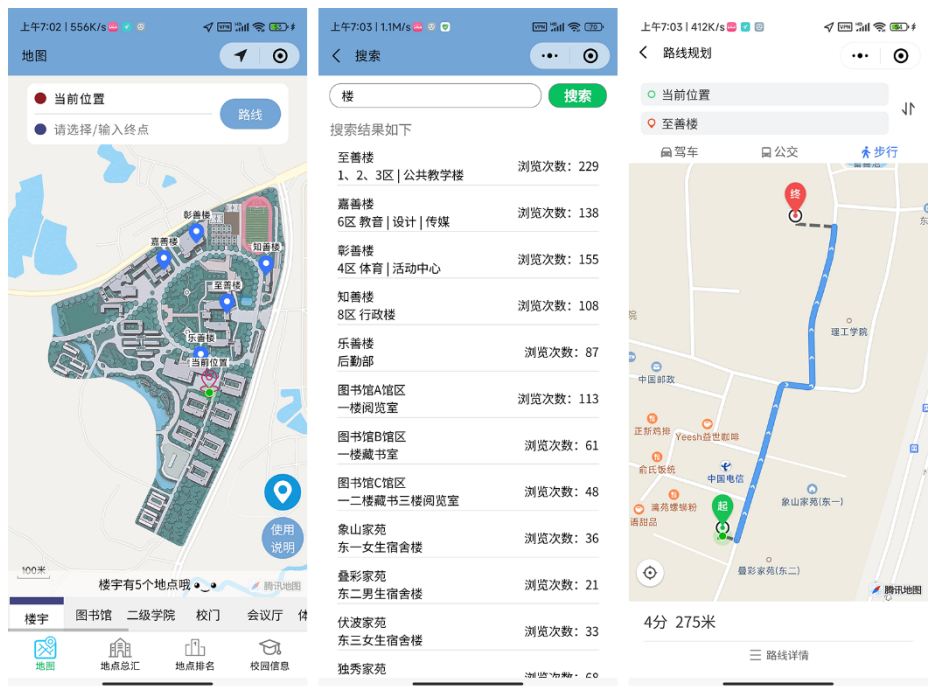 上午7:02 | 556K/s
VPN
53
地图
当前位置
请选择/输入终点
路线
彰善楼
嘉善楼
知善楼
至善楼
乐善楼
当前位置
使用
说明
100米
楼宇有5个地点哦
腾讯地图
楼宇
图书馆
二级学院
校门
会议厅
体
地图
地点总汇
地点排名
校园信息
上午7:03 | 1.1M/s
VPN
70
搜索
楼
搜索
搜索结果如下
至善楼
1、2、3区 | 公共教学楼
浏览次数：229
嘉善楼
6区 教音 | 设计 | 传媒
浏览次数：138
彰善楼
4区 体育 | 活动中心
浏览次数：155
知善楼
8区 行政楼
浏览次数：108
乐善楼
后勤部
浏览次数：87
图书馆A馆区
一楼阅览室
浏览次数：113
图书馆B馆区
一楼藏书室
浏览次数：61
图书馆C馆区
一二楼藏书三楼阅览室
浏览次数：48
象山家苑
东一女生宿舍楼
浏览次数：36
叠彩家苑
东二男生宿舍楼
浏览次数：21
伏波家苑
东三女生宿舍楼
浏览次数：33
独秀家苑
浏览次数：68
上午7:03 | 412K/s
VPN
路线规划
当前位置
至善楼
驾车
公交
步行
终
东
院
理工学院
中国邮政
正新鸡排
Yeesh益世咖啡
俞氏饭统
中国电信
起
满苑螺蛳粉
语甜品
象山家苑(东一)
叠彩家苑(东二)
腾讯地图
4分 275米
路线详情